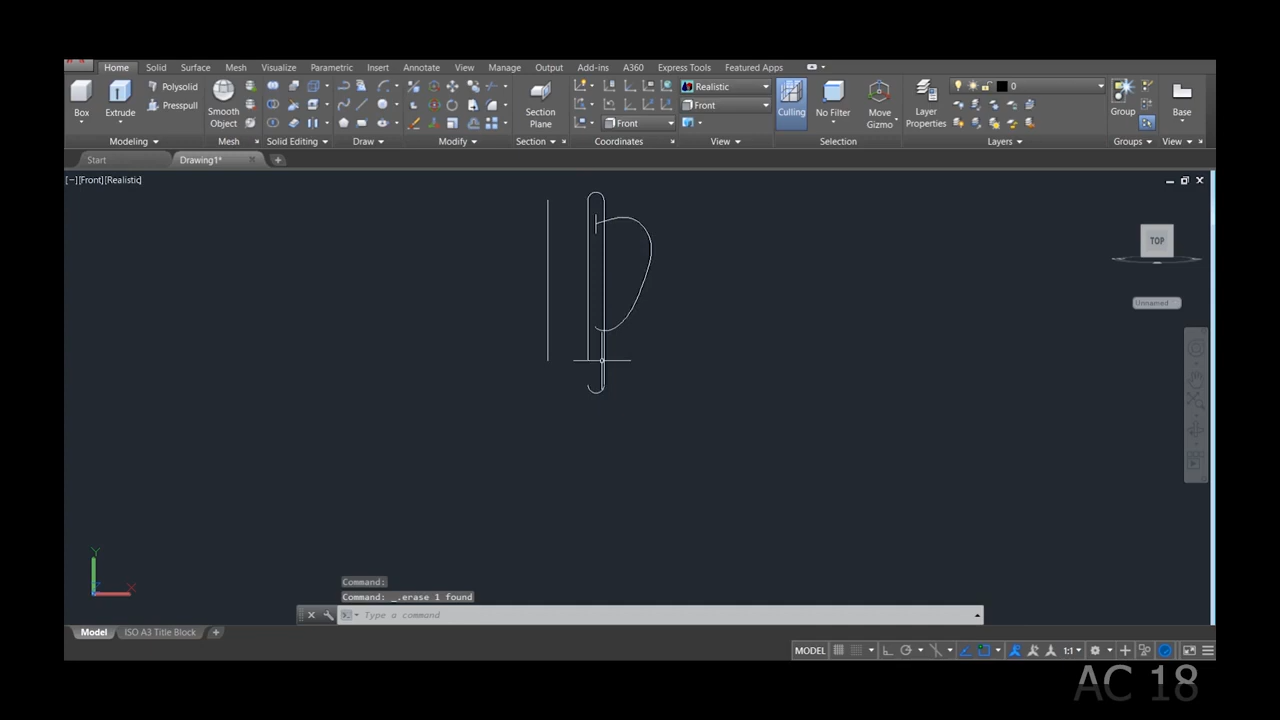 Home Solid Surface Mesh Visualize Parametric Insert Annotate View Manage Output Add-ins A360 Express Tools Featured Apps
Polysolid
Realistic
0
Presspull
Front
Box
Extrude
Smooth
Object
Section
Plane
Front
Culling
No Filter
Move
Gizmo
Layer
Properties
Group
Base
Modeling
Mesh
Solid Editing
Draw
Modify
Section
Coordinates
View
Selection
Layers
Groups
View
Start
Drawing1*
[−][Front][Realistic]
TOP
Unnamed
Y
X
Command:
Command: _.erase 1 found
Type a command
Model
ISO A3 Title Block
MODEL
1:1
AC 18